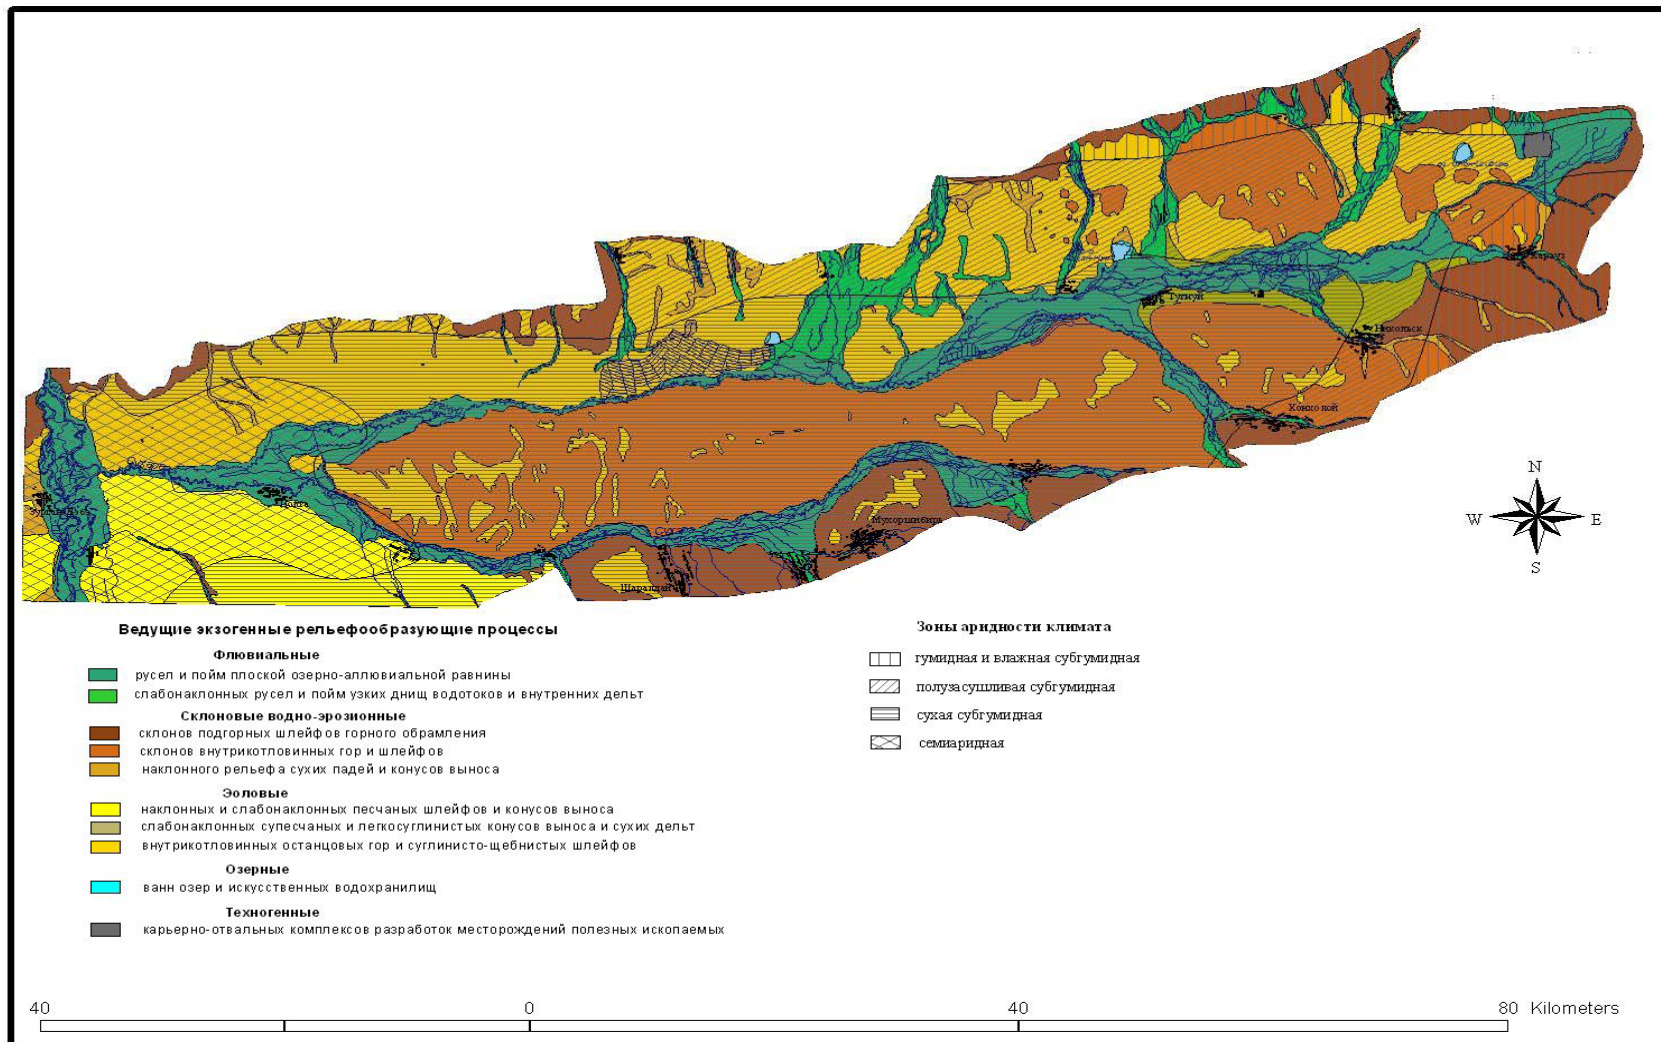 Харауз
Тугнуй
Никольск
Хонхолой
Мухоршибирь
Шаралдай
N
W E
S
Ведущие экзогенные рельефообразующие процессы
Флювиальные
русел и пойм плоской озерно-аллювиальной равнины
слабонаклонных русел и пойм узких днищ водотоков и внутренних дельт
Склоновые водно-эрозионные
склонов подгорных шлейфов горного обрамления
склонов внутрикотловинных гор и шлейфов
наклонного рельефа сухих падей и конусов выноса
Эоловые
наклонных и слабонаклонных песчаных шлейфов и конусов выноса
слабонаклонных супесчаных и легкосуглинистых конусов выноса и сухих дельт
внутрикотловинных останцовых гор и суглинисто-щебнистых шлейфов
Озерные
ванн озер и искусственных водохранилищ
Техногенные
карьерно-отвальных комплексов разработок месторождений полезных ископаемых
Зоны аридности климата
гумидная и влажная субгумидная
полузасушливая субгумидная
сухая субгумидная
семиаридная
40 0 40 80 Kilometers